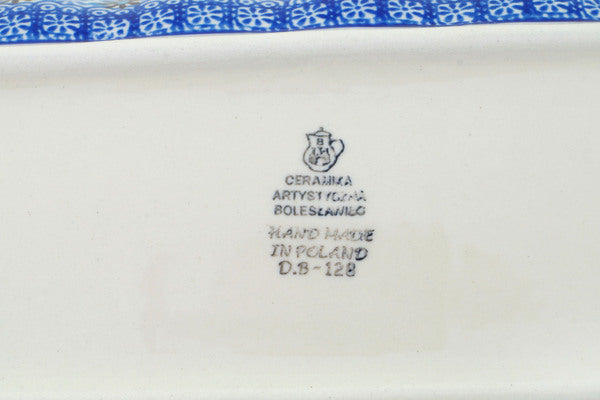 B
CERAMIKA
ARTYSTYCZNA
BOLESŁAWIEC
HAND MADE
IN POLAND
D.B-128